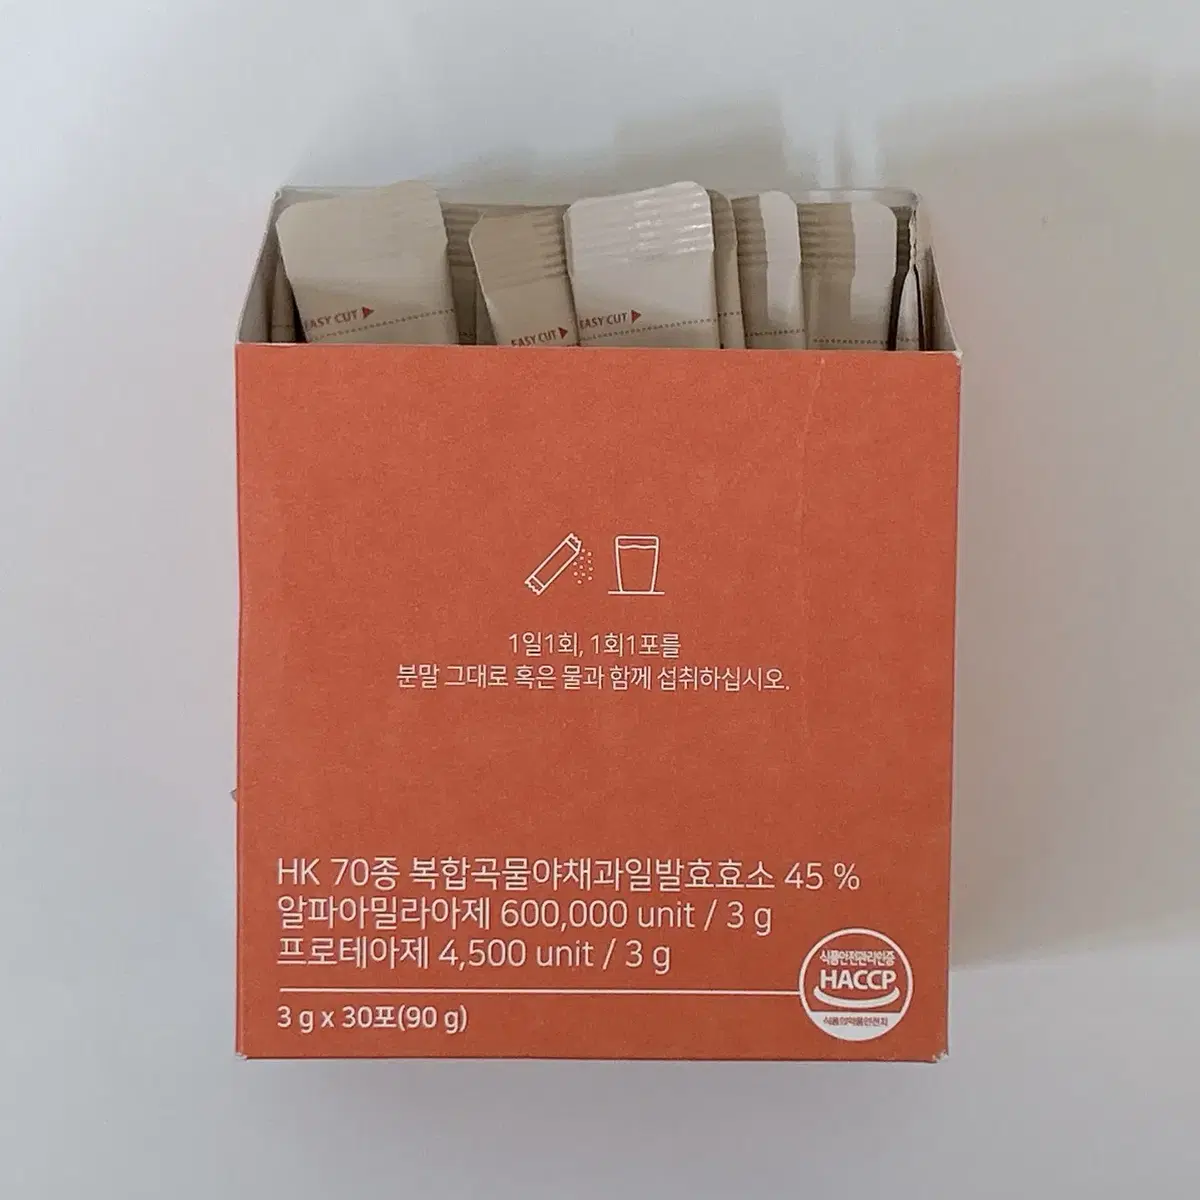 EASY CUT
EASY CUT
EASY CUT
1일1회, 1회1포를
분말 그대로 혹은 물과 함께 섭취하십시오.
HK 70종 복합곡물야채과일발효효소 45 %
알파아밀라아제 600,000 unit / 3 g
프로테아제 4,500 unit / 3 g
3 g x 30포(90 g)
식품안전관리인증
HACCP
식품의약품안전처